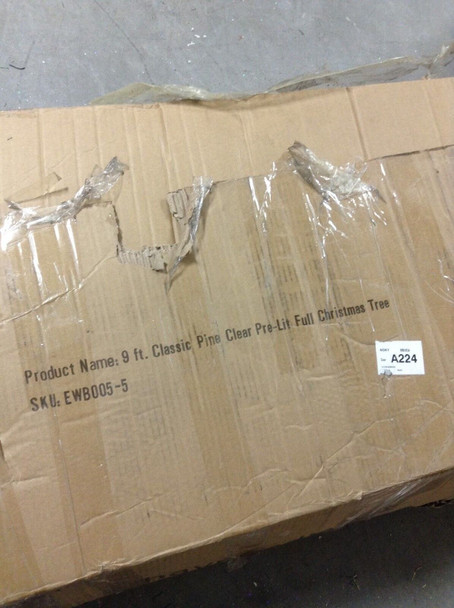 Product Name: 9 ft. Classic Pine Clear Pre-Lit Full Christmas Tree
SKU: EWB005-5
A224